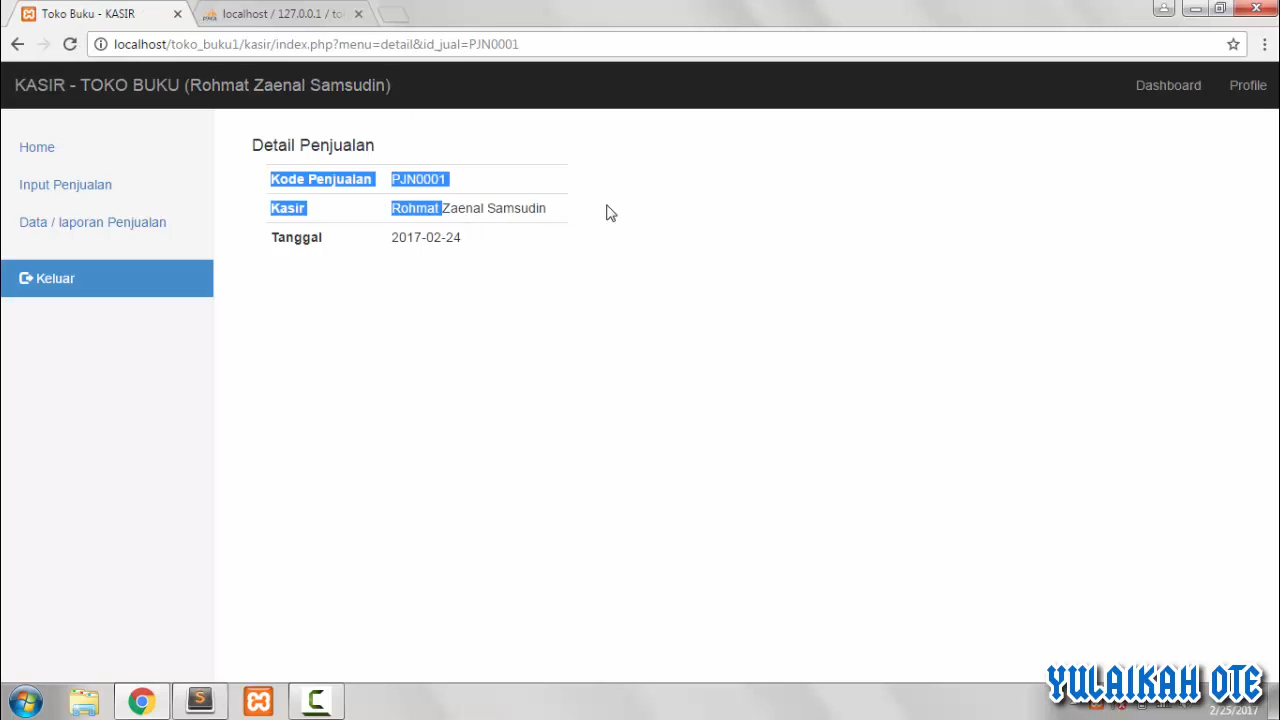 Toko Buku - KASIR
localhost / 127.0.0.1 / tok
localhost/toko_buku1/kasir/index.php?menu=detail&id_jual=PJN0001
KASIR - TOKO BUKU (Rohmat Zaenal Samsudin)
Dashboard
Profile
Home
Input Penjualan
Data / laporan Penjualan
Keluar
Detail Penjualan
Kode Penjualan PJN0001
Kasir Rohmat Zaenal Samsudin
Tanggal 2017-02-24
YULAIKAH OTE
2/25/2017